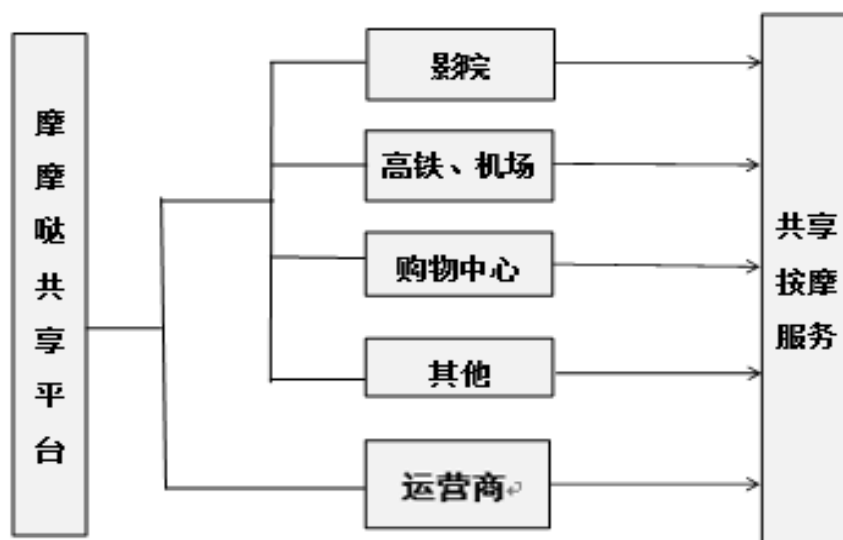 摩摩哒共享平台
影院
高铁、机场
购物中心
其他
运营商
共享
按摩
服务